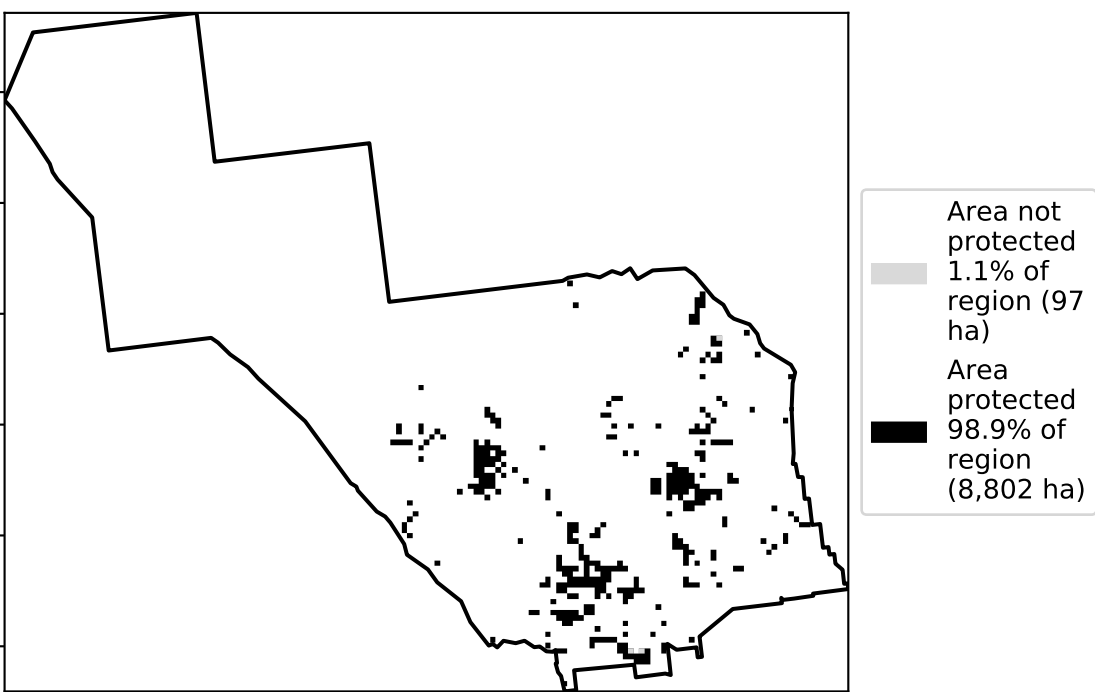 Area not
protected
1.1% of
region (97
ha)
Area
protected
98.9% of
region
(8,802 ha)